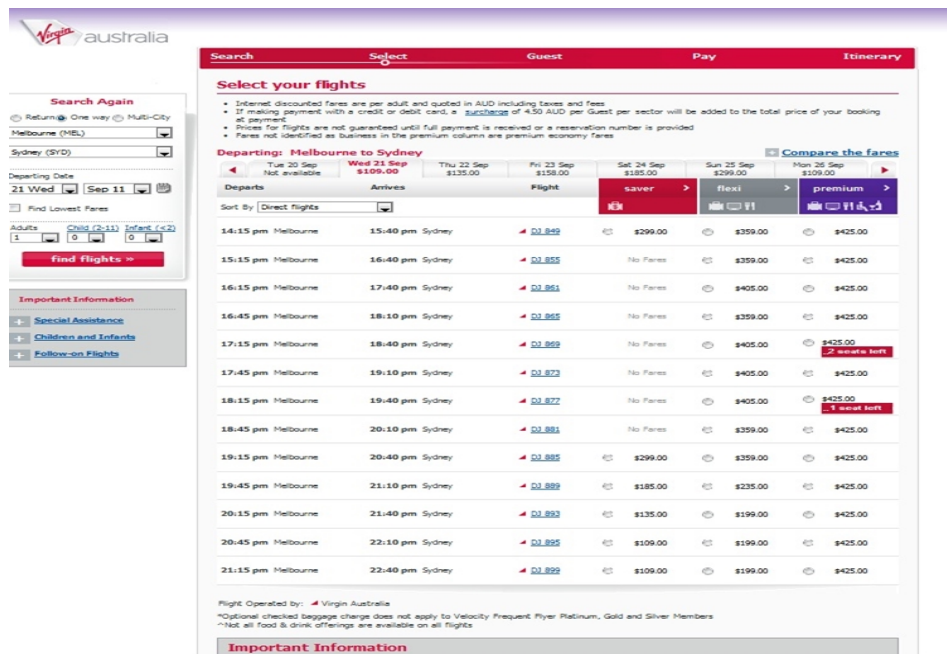 Virgin australia
Search Select Guest Pay Itinerary
Search Again
Return One way Multi-City
Melbourne (MEL)
Sydney (SYD)
Departing Date
21 Wed Sep 11
Find Lowest Fares
Adults Child (2-11) Infant (<2)
1 0 0
find flights »
Important Information
Special Assistance
Children and Infants
Follow-on Flights
Select your flights
Internet discounted fares are per adult and quoted in AUD including taxes and fees
If making payment with a credit or debit card, a surcharge of 4.50 AUD per Guest per sector will be added to the total price of your booking
at payment
Prices for flights are not guaranteed until full payment is received or a reservation number is provided
Fares not identified as business in the premium column are premium economy fares
Departing: Melbourne to Sydney Compare the fares
Tue 20 Sep Wed 21 Sep Thu 22 Sep Fri 23 Sep Sat 24 Sep Sun 25 Sep Mon 26 Sep
Not available $109.00 $135.00 $158.00 $185.00 $299.00 $109.00
Departs Arrives Flight saver > flexi > premium >
Sort By Direct flights
14:15 pm Melbourne 15:40 pm Sydney DJ 849 $299.00 $359.00 $425.00
15:15 pm Melbourne 16:40 pm Sydney DJ 855 No Fares $359.00 $425.00
16:15 pm Melbourne 17:40 pm Sydney DJ 861 No Fares $405.00 $425.00
16:45 pm Melbourne 18:10 pm Sydney DJ 865 No Fares $359.00 $425.00
17:15 pm Melbourne 18:40 pm Sydney DJ 869 No Fares $405.00 $425.00
2 seats left
17:45 pm Melbourne 19:10 pm Sydney DJ 873 No Fares $405.00 $425.00
18:15 pm Melbourne 19:40 pm Sydney DJ 877 No Fares $405.00 $425.00
1 seat left
18:45 pm Melbourne 20:10 pm Sydney DJ 881 No Fares $359.00 $425.00
19:15 pm Melbourne 20:40 pm Sydney DJ 885 $299.00 $359.00 $425.00
19:45 pm Melbourne 21:10 pm Sydney DJ 889 $185.00 $235.00 $425.00
20:15 pm Melbourne 21:40 pm Sydney DJ 893 $135.00 $199.00 $425.00
20:45 pm Melbourne 22:10 pm Sydney DJ 895 $109.00 $199.00 $425.00
21:15 pm Melbourne 22:40 pm Sydney DJ 899 $109.00 $199.00 $425.00
Flight Operated by: Virgin Australia
*Optional checked baggage charge does not apply to Velocity Frequent Flyer Platinum, Gold and Silver Members
^Not all food & drink offerings are available on all flights
Important Information